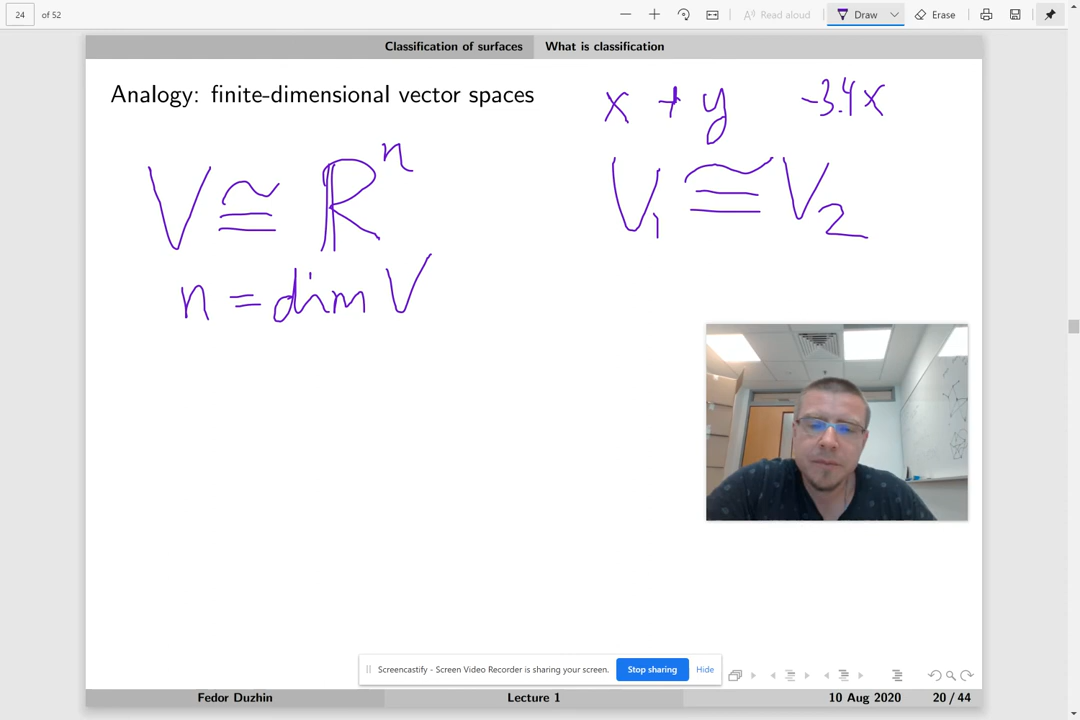 24 of 52 Read aloud Draw Erase
Classification of surfaces What is classification
Analogy: finite-dimensional vector spaces
x + y -3.4x
V ≅ ℝⁿ
V₁ ≅ V₂
n = dim V
Screencastify - Screen Video Recorder is sharing your screen. Stop sharing Hide
Fedor Duzhin Lecture 1 10 Aug 2020 20 / 44